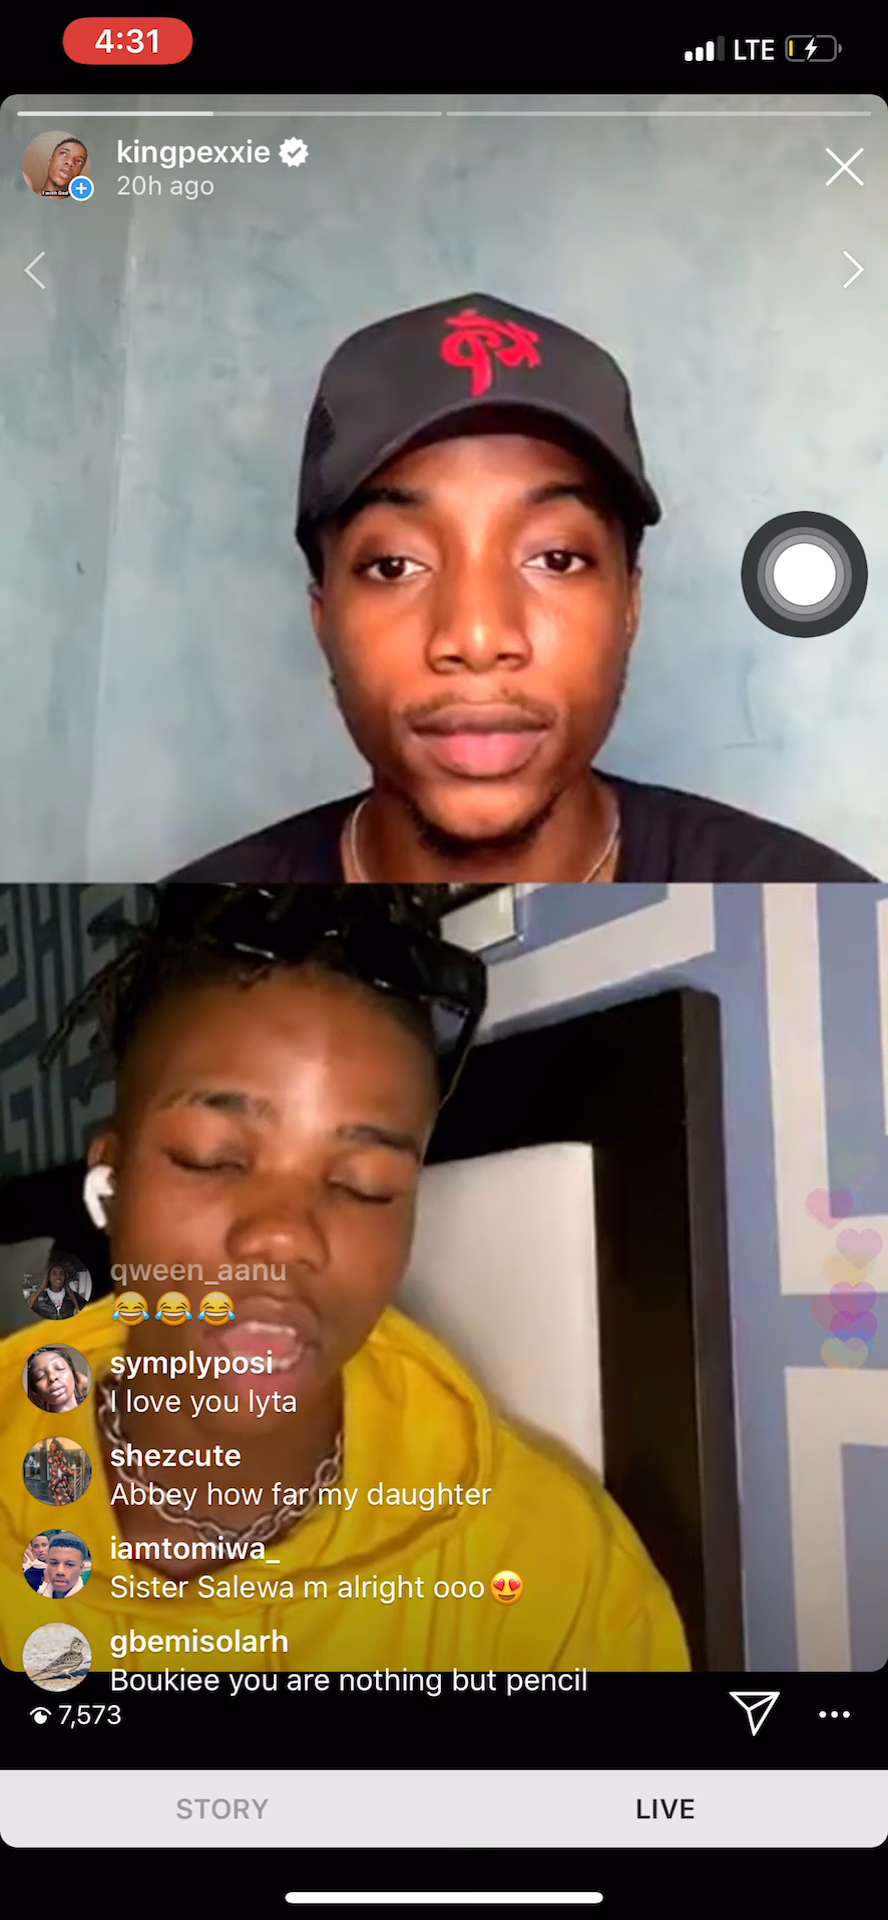 4:31
LTE
kingpexxie
20h ago
qween_aanu
😂😂😂
symplyposi
I love you lyta
shezcute
Abbey how far my daughter
iamtomiwa_
Sister Salewa m alright ooo😍
gbemisolarh
Boukiee you are nothing but pencil
7,573
STORY
LIVE